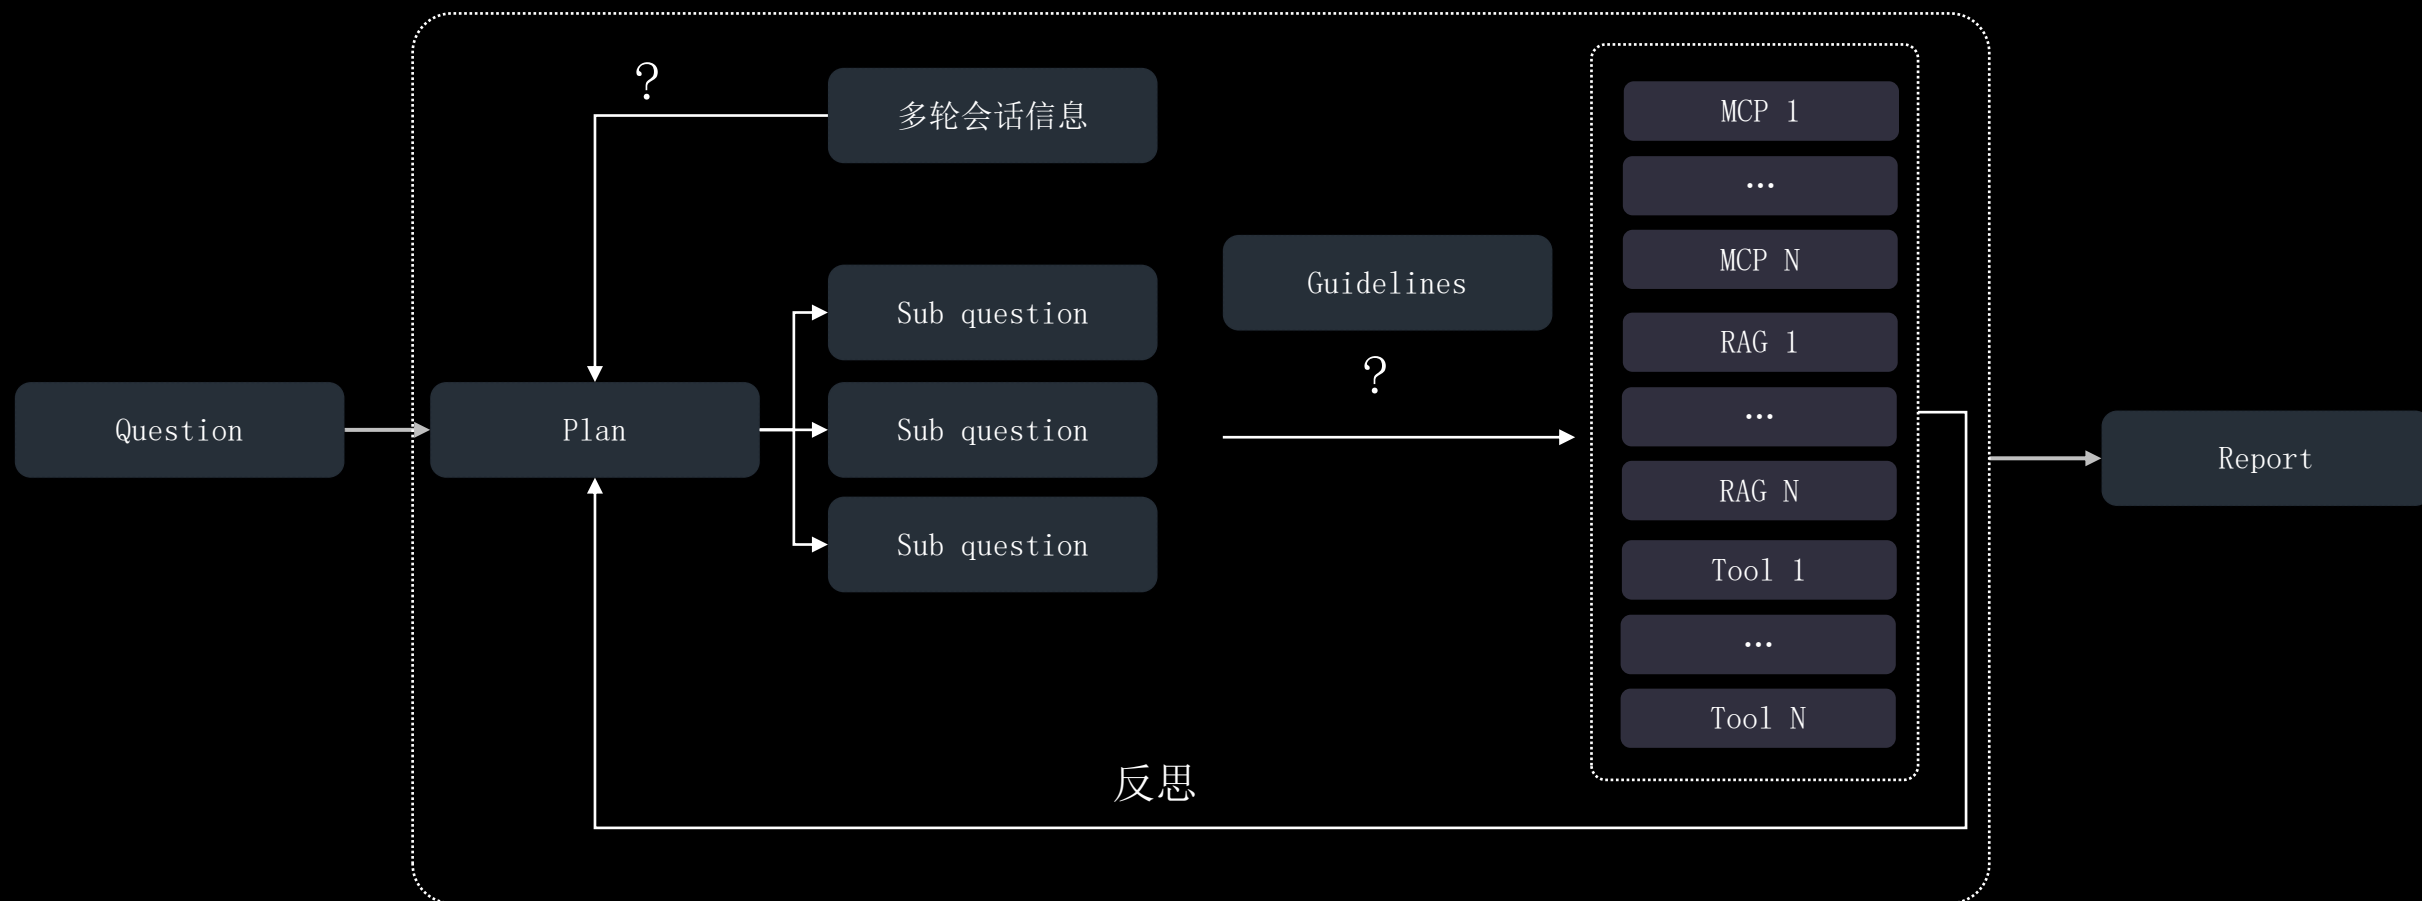 ?
多轮会话信息
Question
Plan
Sub question
Sub question
Sub question
Guidelines
?
MCP 1
…
MCP N
RAG 1
…
RAG N
Tool 1
…
Tool N
反思
Report